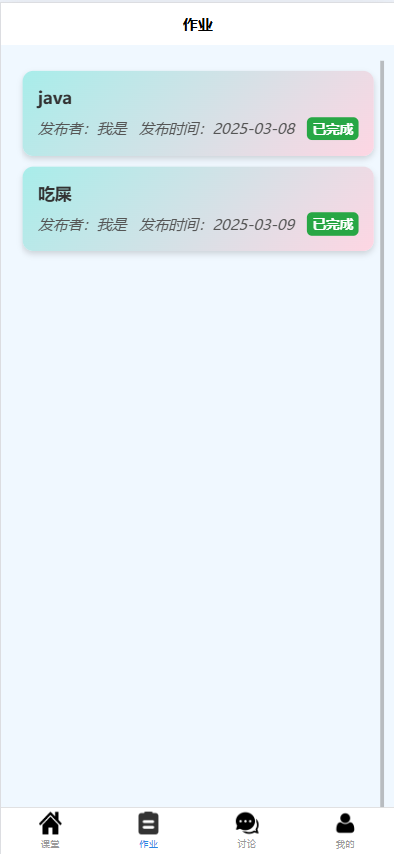 作业
java
发布者：我是 发布时间：2025-03-08 已完成
吃屎
发布者：我是 发布时间：2025-03-09 已完成
课堂 作业 讨论 我的